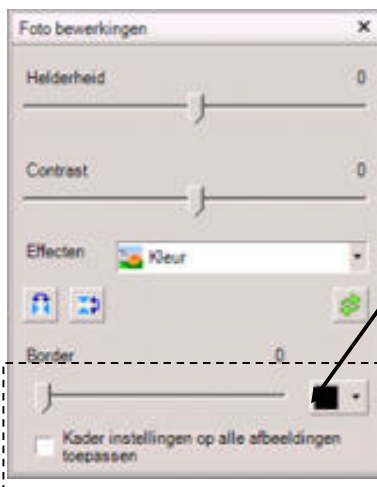 Foto bewerkingen
Helderheid 0
Contrast 0
Effecten Kleur
Border 0
Kader instellingen op alle afbeeldingen
toepassen